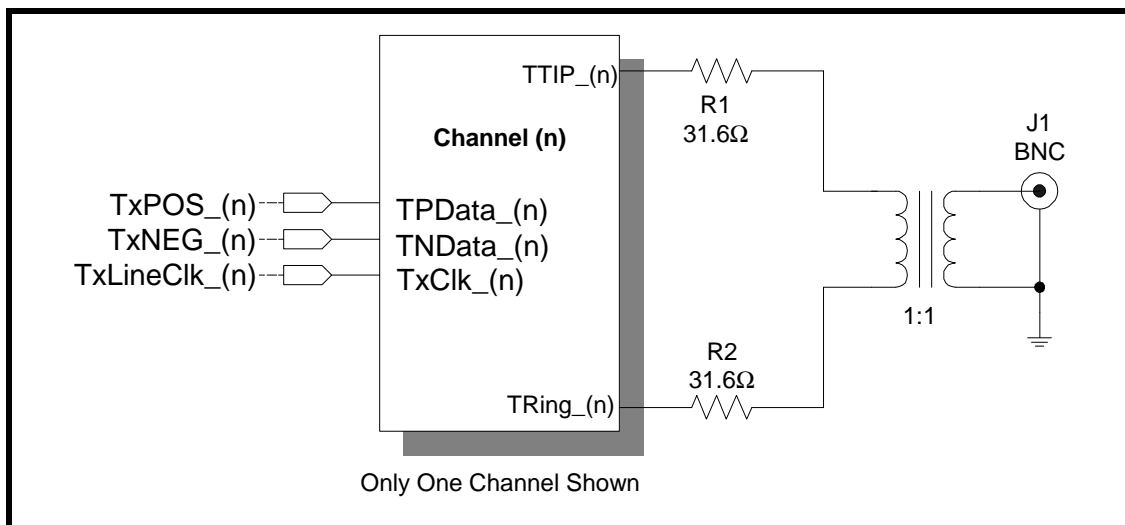 TTIP_(n)
R1
31.6Ω
Channel (n)
J1
BNC
TxPOS_(n)
TPData_(n)
TxNEG_(n)
TNData_(n)
TxLineClk_(n)
TxClk_(n)
1:1
R2
31.6Ω
TRing_(n)
Only One Channel Shown